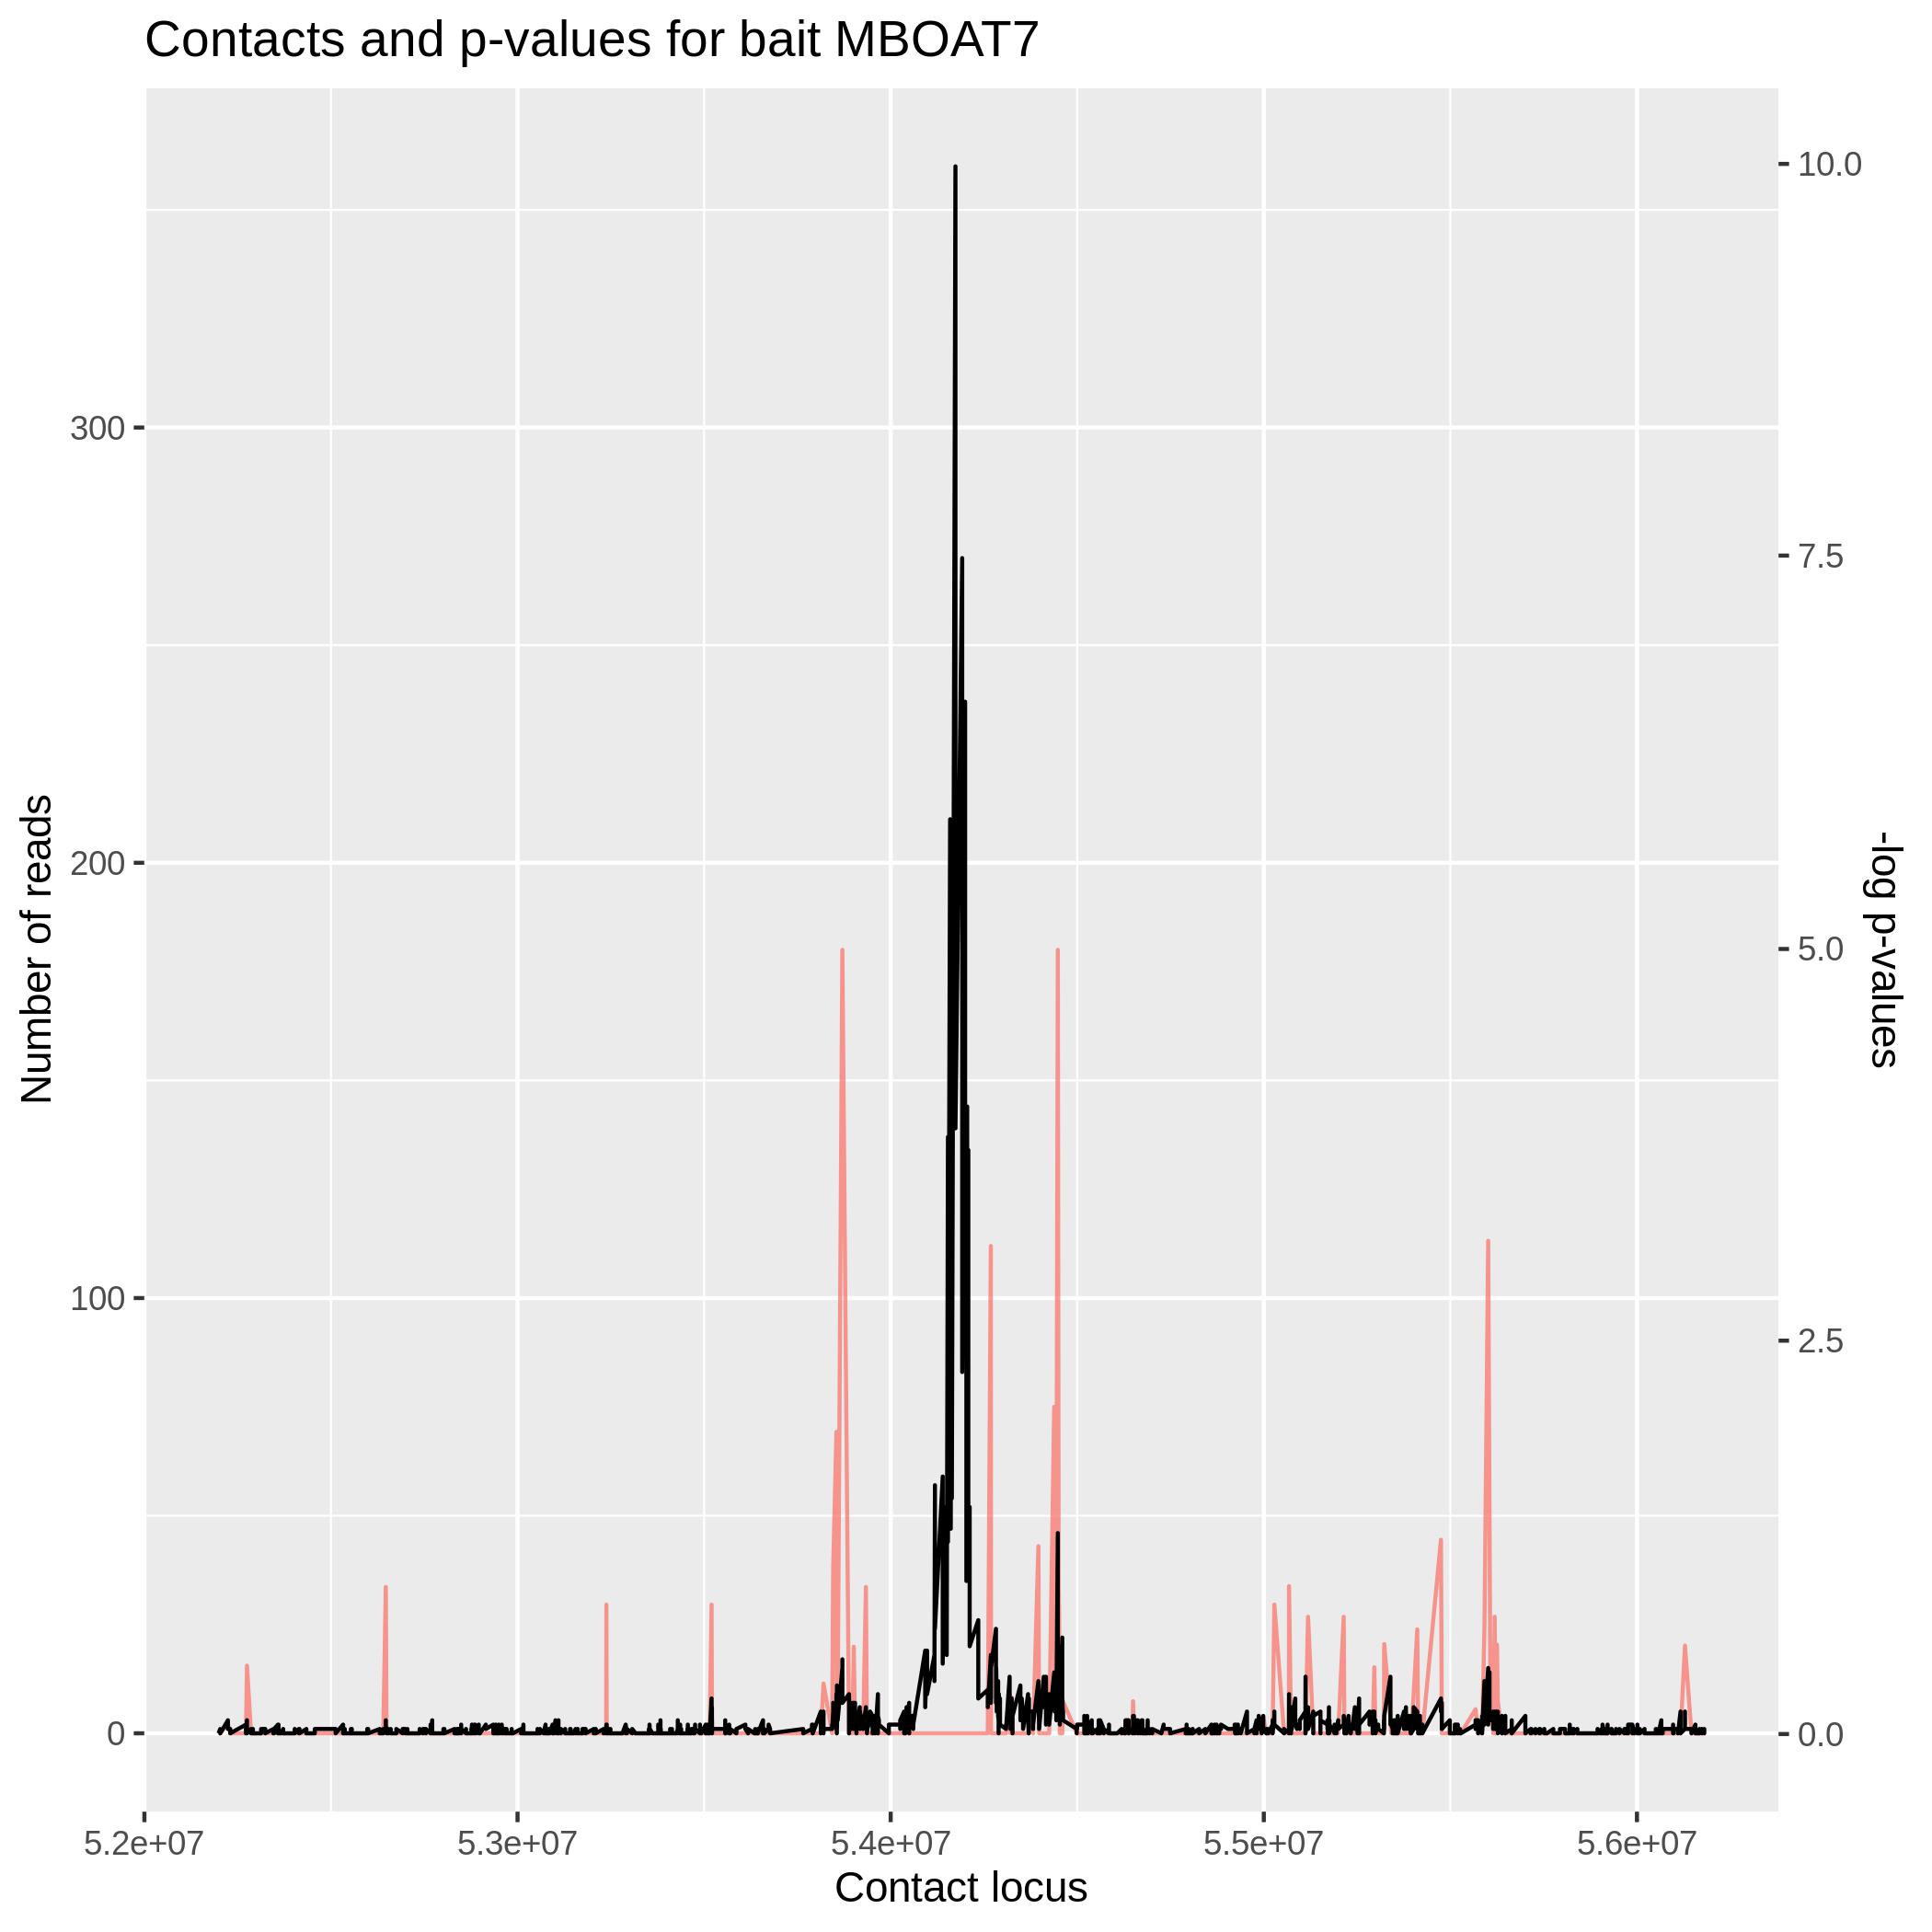 Contacts and p-values for bait MBOAT7
Number of reads
300
200
100
0
10.0
7.5
5.0
2.5
0.0
-log p-values
5.2e+07
5.3e+07
5.4e+07
5.5e+07
5.6e+07
Contact locus